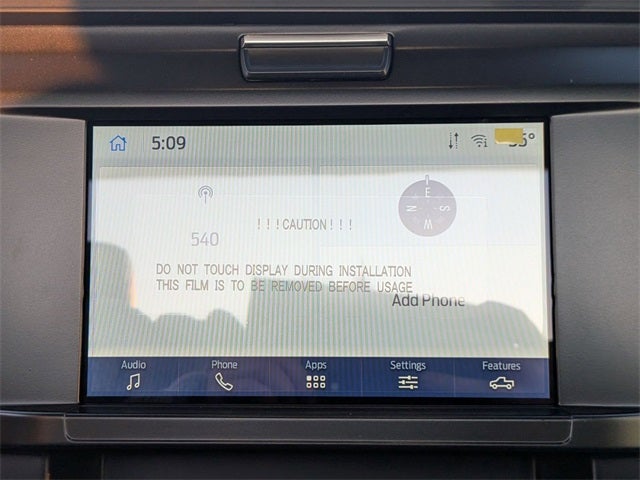 5:09
540
E
N S
W
! ! !CAUTION! ! !
DO NOT TOUCH DISPLAY DURING INSTALLATION
THIS FILM IS TO BE REMOVED BEFORE USAGE
Add Phone
Audio Phone Apps Settings Features